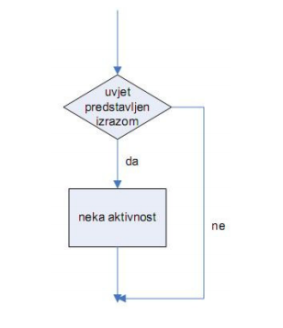 uvjet
predstavljen
izrazom
da
neka aktivnost
ne